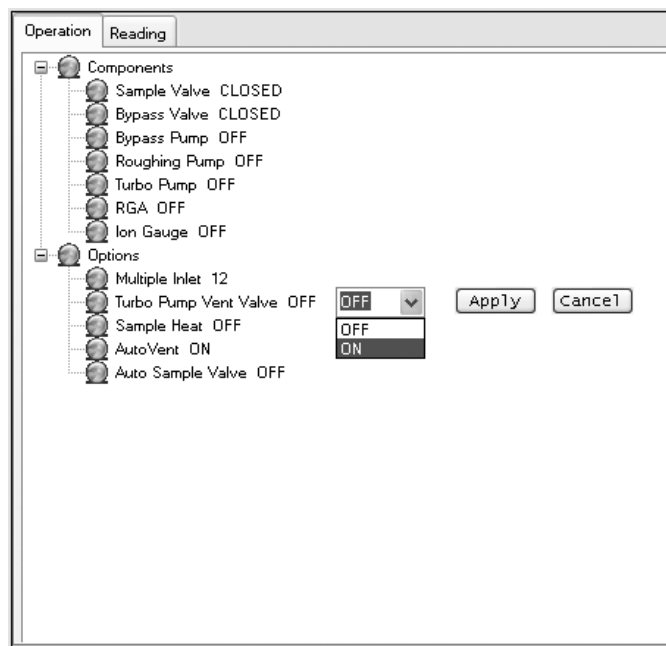 Operation Reading
Components
Sample Valve CLOSED
Bypass Valve CLOSED
Bypass Pump OFF
Roughing Pump OFF
Turbo Pump OFF
RGA OFF
Ion Gauge OFF
Options
Multiple Inlet 12
Turbo Pump Vent Valve OFF OFF Apply Cancel
Sample Heat OFF OFF
AutoVent ON ON
Auto Sample Valve OFF